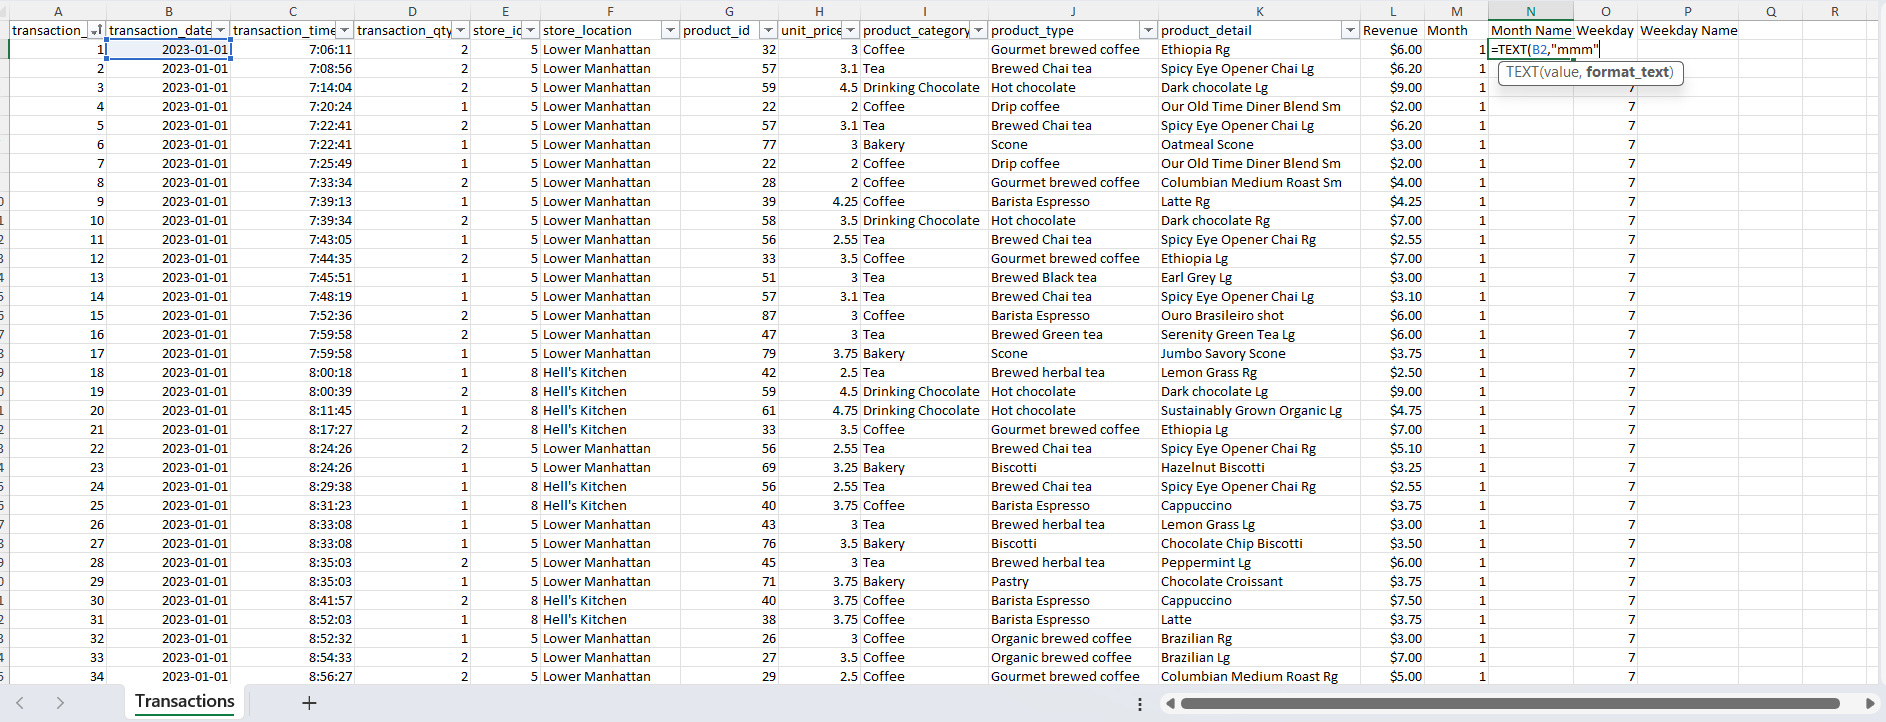 A B C D E F G H I J K L M N O P Q R
transaction_ transaction_date transaction_time transaction_qty store_id store_location product_id unit_price product_category product_type product_detail Revenue Month Month Name Weekday Weekday Name
1 2023-01-01 7:06:11 2 5 Lower Manhattan 32 3 Coffee Gourmet brewed coffee Ethiopia Rg $6.00 1 =TEXT(B2,"mmm"
2 2023-01-01 7:08:56 2 5 Lower Manhattan 57 3.1 Tea Brewed Chai tea Spicy Eye Opener Chai Lg $6.20 1 TEXT(value, format_text)
3 2023-01-01 7:14:04 2 5 Lower Manhattan 59 4.5 Drinking Chocolate Hot chocolate Dark chocolate Lg $9.00 1 7
4 2023-01-01 7:20:24 1 5 Lower Manhattan 22 2 Coffee Drip coffee Our Old Time Diner Blend Sm $2.00 1 7
5 2023-01-01 7:22:41 2 5 Lower Manhattan 57 3.1 Tea Brewed Chai tea Spicy Eye Opener Chai Lg $6.20 1 7
6 2023-01-01 7:22:41 1 5 Lower Manhattan 77 3 Bakery Scone Oatmeal Scone $3.00 1 7
7 2023-01-01 7:25:49 1 5 Lower Manhattan 22 2 Coffee Drip coffee Our Old Time Diner Blend Sm $2.00 1 7
8 2023-01-01 7:33:34 2 5 Lower Manhattan 28 2 Coffee Gourmet brewed coffee Columbian Medium Roast Sm $4.00 1 7
9 2023-01-01 7:39:13 1 5 Lower Manhattan 39 4.25 Coffee Barista Espresso Latte Rg $4.25 1 7
10 2023-01-01 7:39:34 2 5 Lower Manhattan 58 3.5 Drinking Chocolate Hot chocolate Dark chocolate Rg $7.00 1 7
11 2023-01-01 7:43:05 1 5 Lower Manhattan 56 2.55 Tea Brewed Chai tea Spicy Eye Opener Chai Rg $2.55 1 7
12 2023-01-01 7:44:35 2 5 Lower Manhattan 33 3.5 Coffee Gourmet brewed coffee Ethiopia Lg $7.00 1 7
13 2023-01-01 7:45:51 1 5 Lower Manhattan 51 3 Tea Brewed Black tea Earl Grey Lg $3.00 1 7
14 2023-01-01 7:48:19 1 5 Lower Manhattan 57 3.1 Tea Brewed Chai tea Spicy Eye Opener Chai Lg $3.10 1 7
15 2023-01-01 7:52:36 2 5 Lower Manhattan 87 3 Coffee Barista Espresso Ouro Brasileiro shot $6.00 1 7
16 2023-01-01 7:59:58 2 5 Lower Manhattan 47 3 Tea Brewed Green tea Serenity Green Tea Lg $6.00 1 7
17 2023-01-01 7:59:58 1 5 Lower Manhattan 79 3.75 Bakery Scone Jumbo Savory Scone $3.75 1 7
18 2023-01-01 8:00:18 1 8 Hell's Kitchen 42 2.5 Tea Brewed herbal tea Lemon Grass Rg $2.50 1 7
19 2023-01-01 8:00:39 2 8 Hell's Kitchen 59 4.5 Drinking Chocolate Hot chocolate Dark chocolate Lg $9.00 1 7
20 2023-01-01 8:11:45 1 8 Hell's Kitchen 61 4.75 Drinking Chocolate Hot chocolate Sustainably Grown Organic Lg $4.75 1 7
21 2023-01-01 8:17:27 2 8 Hell's Kitchen 33 3.5 Coffee Gourmet brewed coffee Ethiopia Lg $7.00 1 7
22 2023-01-01 8:24:26 2 5 Lower Manhattan 56 2.55 Tea Brewed Chai tea Spicy Eye Opener Chai Rg $5.10 1 7
23 2023-01-01 8:24:26 1 5 Lower Manhattan 69 3.25 Bakery Biscotti Hazelnut Biscotti $3.25 1 7
24 2023-01-01 8:29:38 1 8 Hell's Kitchen 56 2.55 Tea Brewed Chai tea Spicy Eye Opener Chai Rg $2.55 1 7
25 2023-01-01 8:31:23 1 8 Hell's Kitchen 40 3.75 Coffee Barista Espresso Cappuccino $3.75 1 7
26 2023-01-01 8:33:08 1 5 Lower Manhattan 43 3 Tea Brewed herbal tea Lemon Grass Lg $3.00 1 7
27 2023-01-01 8:33:08 1 5 Lower Manhattan 76 3.5 Bakery Biscotti Chocolate Chip Biscotti $3.50 1 7
28 2023-01-01 8:35:03 2 5 Lower Manhattan 45 3 Tea Brewed herbal tea Peppermint Lg $6.00 1 7
29 2023-01-01 8:35:03 1 5 Lower Manhattan 71 3.75 Bakery Pastry Chocolate Croissant $3.75 1 7
30 2023-01-01 8:41:57 2 8 Hell's Kitchen 40 3.75 Coffee Barista Espresso Cappuccino $7.50 1 7
31 2023-01-01 8:52:03 1 8 Hell's Kitchen 38 3.75 Coffee Barista Espresso Latte $3.75 1 7
32 2023-01-01 8:52:32 1 5 Lower Manhattan 26 3 Coffee Organic brewed coffee Brazilian Rg $3.00 1 7
33 2023-01-01 8:54:33 2 5 Lower Manhattan 27 3.5 Coffee Organic brewed coffee Brazilian Lg $7.00 1 7
34 2023-01-01 8:56:27 2 5 Lower Manhattan 29 2.5 Coffee Gourmet brewed coffee Columbian Medium Roast Rg $5.00 1 7
Transactions